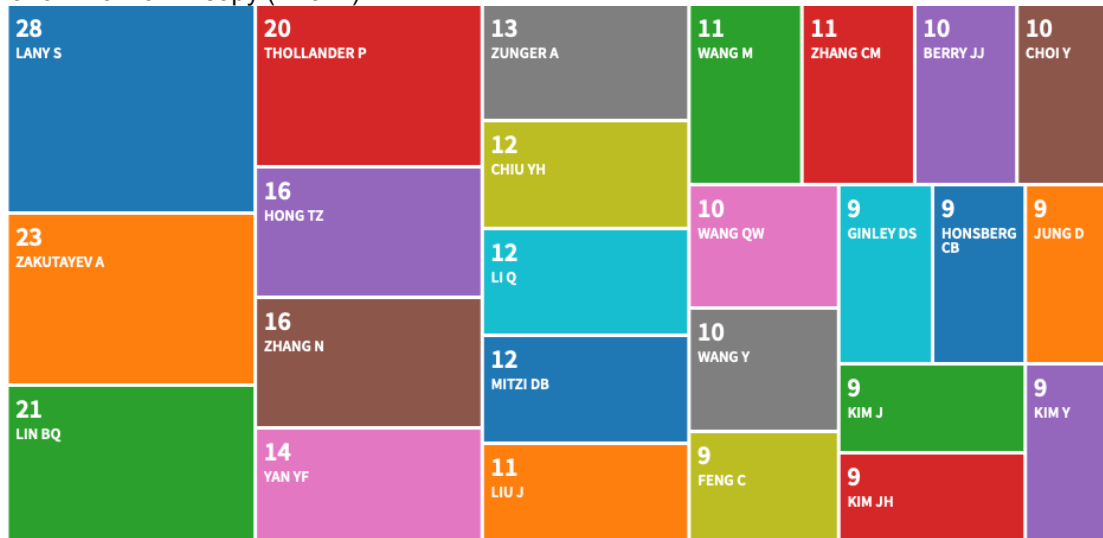 28
LANY S
23
ZAKUTAYEV A
21
LIN BQ
20
THOLLANDER P
16
HONG TZ
16
ZHANG N
14
YAN YF
13
ZUNGER A
12
CHIU YH
12
LI Q
12
MITZI DB
11
LIU J
11
WANG M
11
ZHANG CM
10
BERRY JJ
10
CHOI Y
10
WANG QW
10
WANG Y
9
FENG C
9
GINLEY DS
9
HONSBERG
CB
9
JUNG D
9
KIM J
9
KIM JH
9
KIM Y